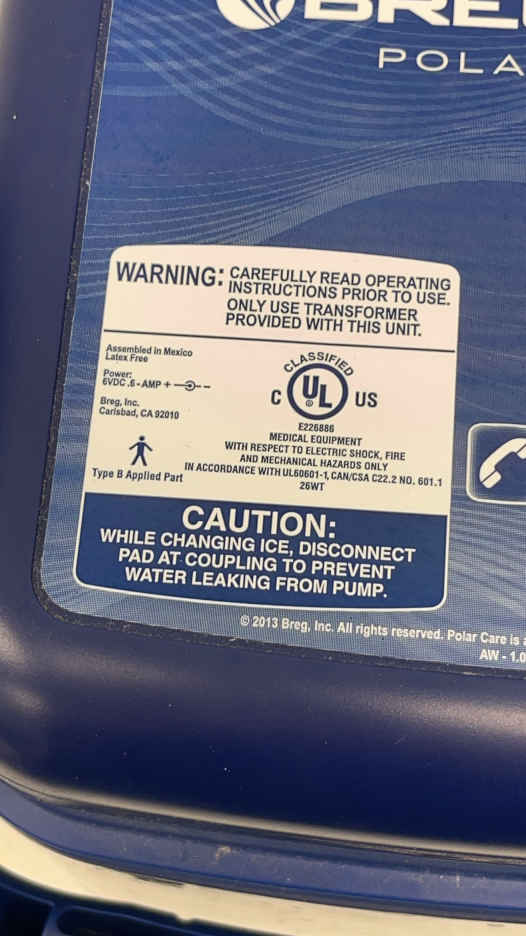 BRE
POLA
WARNING: CAREFULLY READ OPERATING
INSTRUCTIONS PRIOR TO USE.
ONLY USE TRANSFORMER
PROVIDED WITH THIS UNIT.
Assembled in Mexico
Latex Free
Power:
6VDC .6 - AMP +
Breg, Inc.
Carlsbad, CA 92010
Type B Applied Part
CLASSIFIED
C UL ® US
E226886
MEDICAL EQUIPMENT
WITH RESPECT TO ELECTRIC SHOCK, FIRE
AND MECHANICAL HAZARDS ONLY
IN ACCORDANCE WITH UL60601-1, CAN/CSA C22.2 NO. 601.1
26WT
CAUTION:
WHILE CHANGING ICE, DISCONNECT
PAD AT COUPLING TO PREVENT
WATER LEAKING FROM PUMP.
© 2013 Breg, Inc. All rights reserved. Polar Care is
AW - 1.0